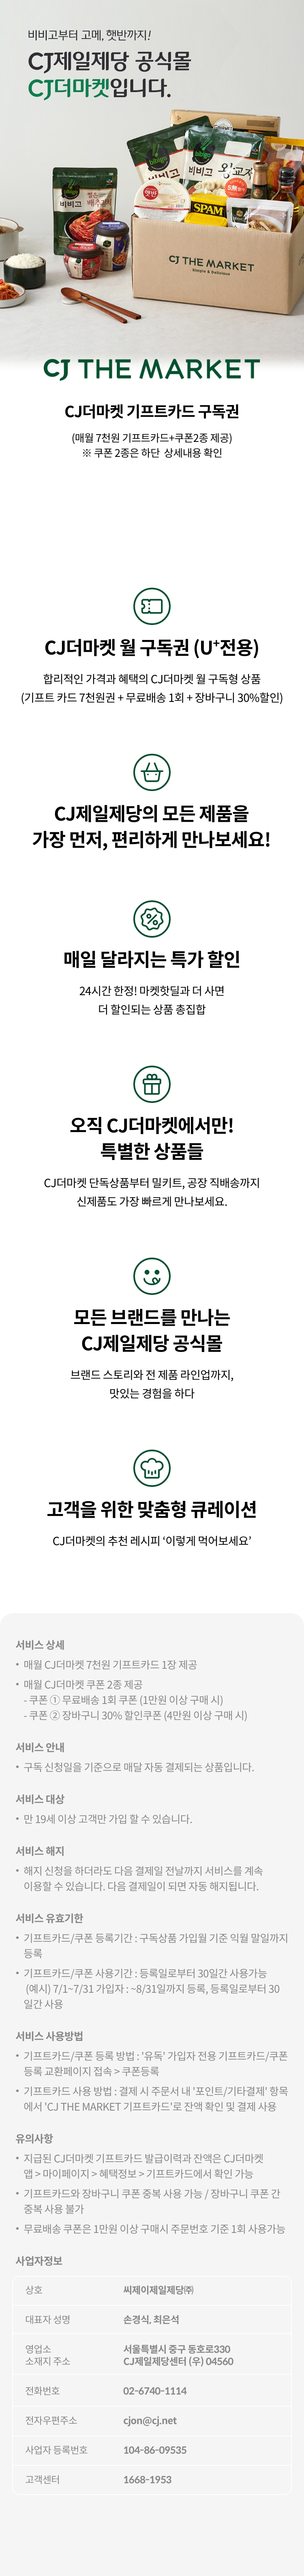 비비고부터 고메, 햇반까지!
CJ제일제당 공식몰
CJ더마켓입니다.
bibigo
비비고
썰은 배추김치
햇반
bibigo
비비고
왕교자
SPAM
CJ THE MARKET
Simple & Delicious
CJ THE MARKET
CJ더마켓 기프트카드 구독권
(매월 7천원 기프트카드+쿠폰2종 제공)
※ 쿠폰 2종은 하단 상세내용 확인
CJ더마켓 월 구독권 (U+전용)
합리적인 가격과 혜택의 CJ더마켓 월 구독형 상품
(기프트 카드 7천원권 + 무료배송 1회 + 장바구니 30%할인)
CJ제일제당의 모든 제품을
가장 먼저, 편리하게 만나보세요!
매일 달라지는 특가 할인
24시간 한정! 마켓핫딜과 더 사면
더 할인되는 상품 총집합
오직 CJ더마켓에서만!
특별한 상품들
CJ더마켓 단독상품부터 밀키트, 공장 직배송까지
신제품도 가장 빠르게 만나보세요.
모든 브랜드를 만나는
CJ제일제당 공식몰
브랜드 스토리와 전 제품 라인업까지,
맛있는 경험을 하다
고객을 위한 맞춤형 큐레이션
CJ더마켓의 추천 레시피 ‘이렇게 먹어보세요’
서비스 상세
• 매월 CJ더마켓 7천원 기프트카드 1장 제공
• 매월 CJ더마켓 쿠폰 2종 제공
- 쿠폰 ① 무료배송 1회 쿠폰 (1만원 이상 구매 시)
- 쿠폰 ② 장바구니 30% 할인쿠폰 (4만원 이상 구매 시)
서비스 안내
• 구독 신청일을 기준으로 매달 자동 결제되는 상품입니다.
서비스 대상
• 만 19세 이상 고객만 가입 할 수 있습니다.
서비스 해지
• 해지 신청을 하더라도 다음 결제일 전날까지 서비스를 계속
이용할 수 있습니다. 다음 결제일이 되면 자동 해지됩니다.
서비스 유효기한
• 기프트카드/쿠폰 등록기간 : 구독상품 가입월 기준 익월 말일까지
등록
• 기프트카드/쿠폰 사용기간 : 등록일로부터 30일간 사용가능
(예시) 7/1~7/31 가입자 : ~8/31일까지 등록, 등록일로부터 30
일간 사용
서비스 사용방법
• 기프트카드/쿠폰 등록 방법 : '유독' 가입자 전용 기프트카드/쿠폰
등록 교환페이지 접속 > 쿠폰등록
• 기프트카드 사용 방법 : 결제 시 주문서 내 '포인트/기타결제' 항목
에서 'CJ THE MARKET 기프트카드'로 잔액 확인 및 결제 사용
유의사항
• 지급된 CJ더마켓 기프트카드 발급이력과 잔액은 CJ더마켓
앱 > 마이페이지 > 혜택정보 > 기프트카드에서 확인 가능
• 기프트카드와 장바구니 쿠폰 중복 사용 가능 / 장바구니 쿠폰 간
중복 사용 불가
• 무료배송 쿠폰은 1만원 이상 구매시 주문번호 기준 1회 사용가능
사업자정보
상호 씨제이제일제당㈜
대표자 성명 손경식, 최은석
영업소 서울특별시 중구 동호로330
소재지 주소 CJ제일제당센터 (우) 04560
전화번호 02-6740-1114
전자우편주소 cjon@cj.net
사업자 등록번호 104-86-09535
고객센터 1668-1953